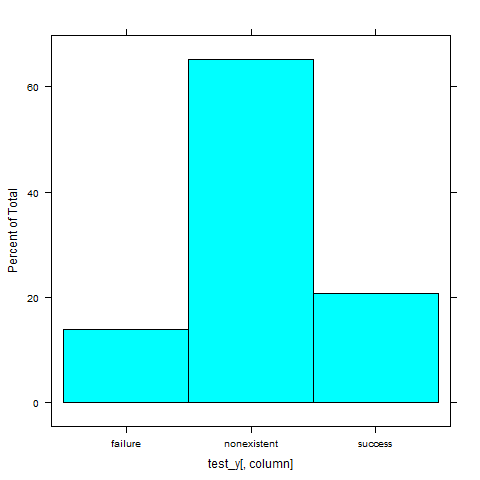 Percent of Total
60
40
20
0
failure nonexistent success
test_y[, column]